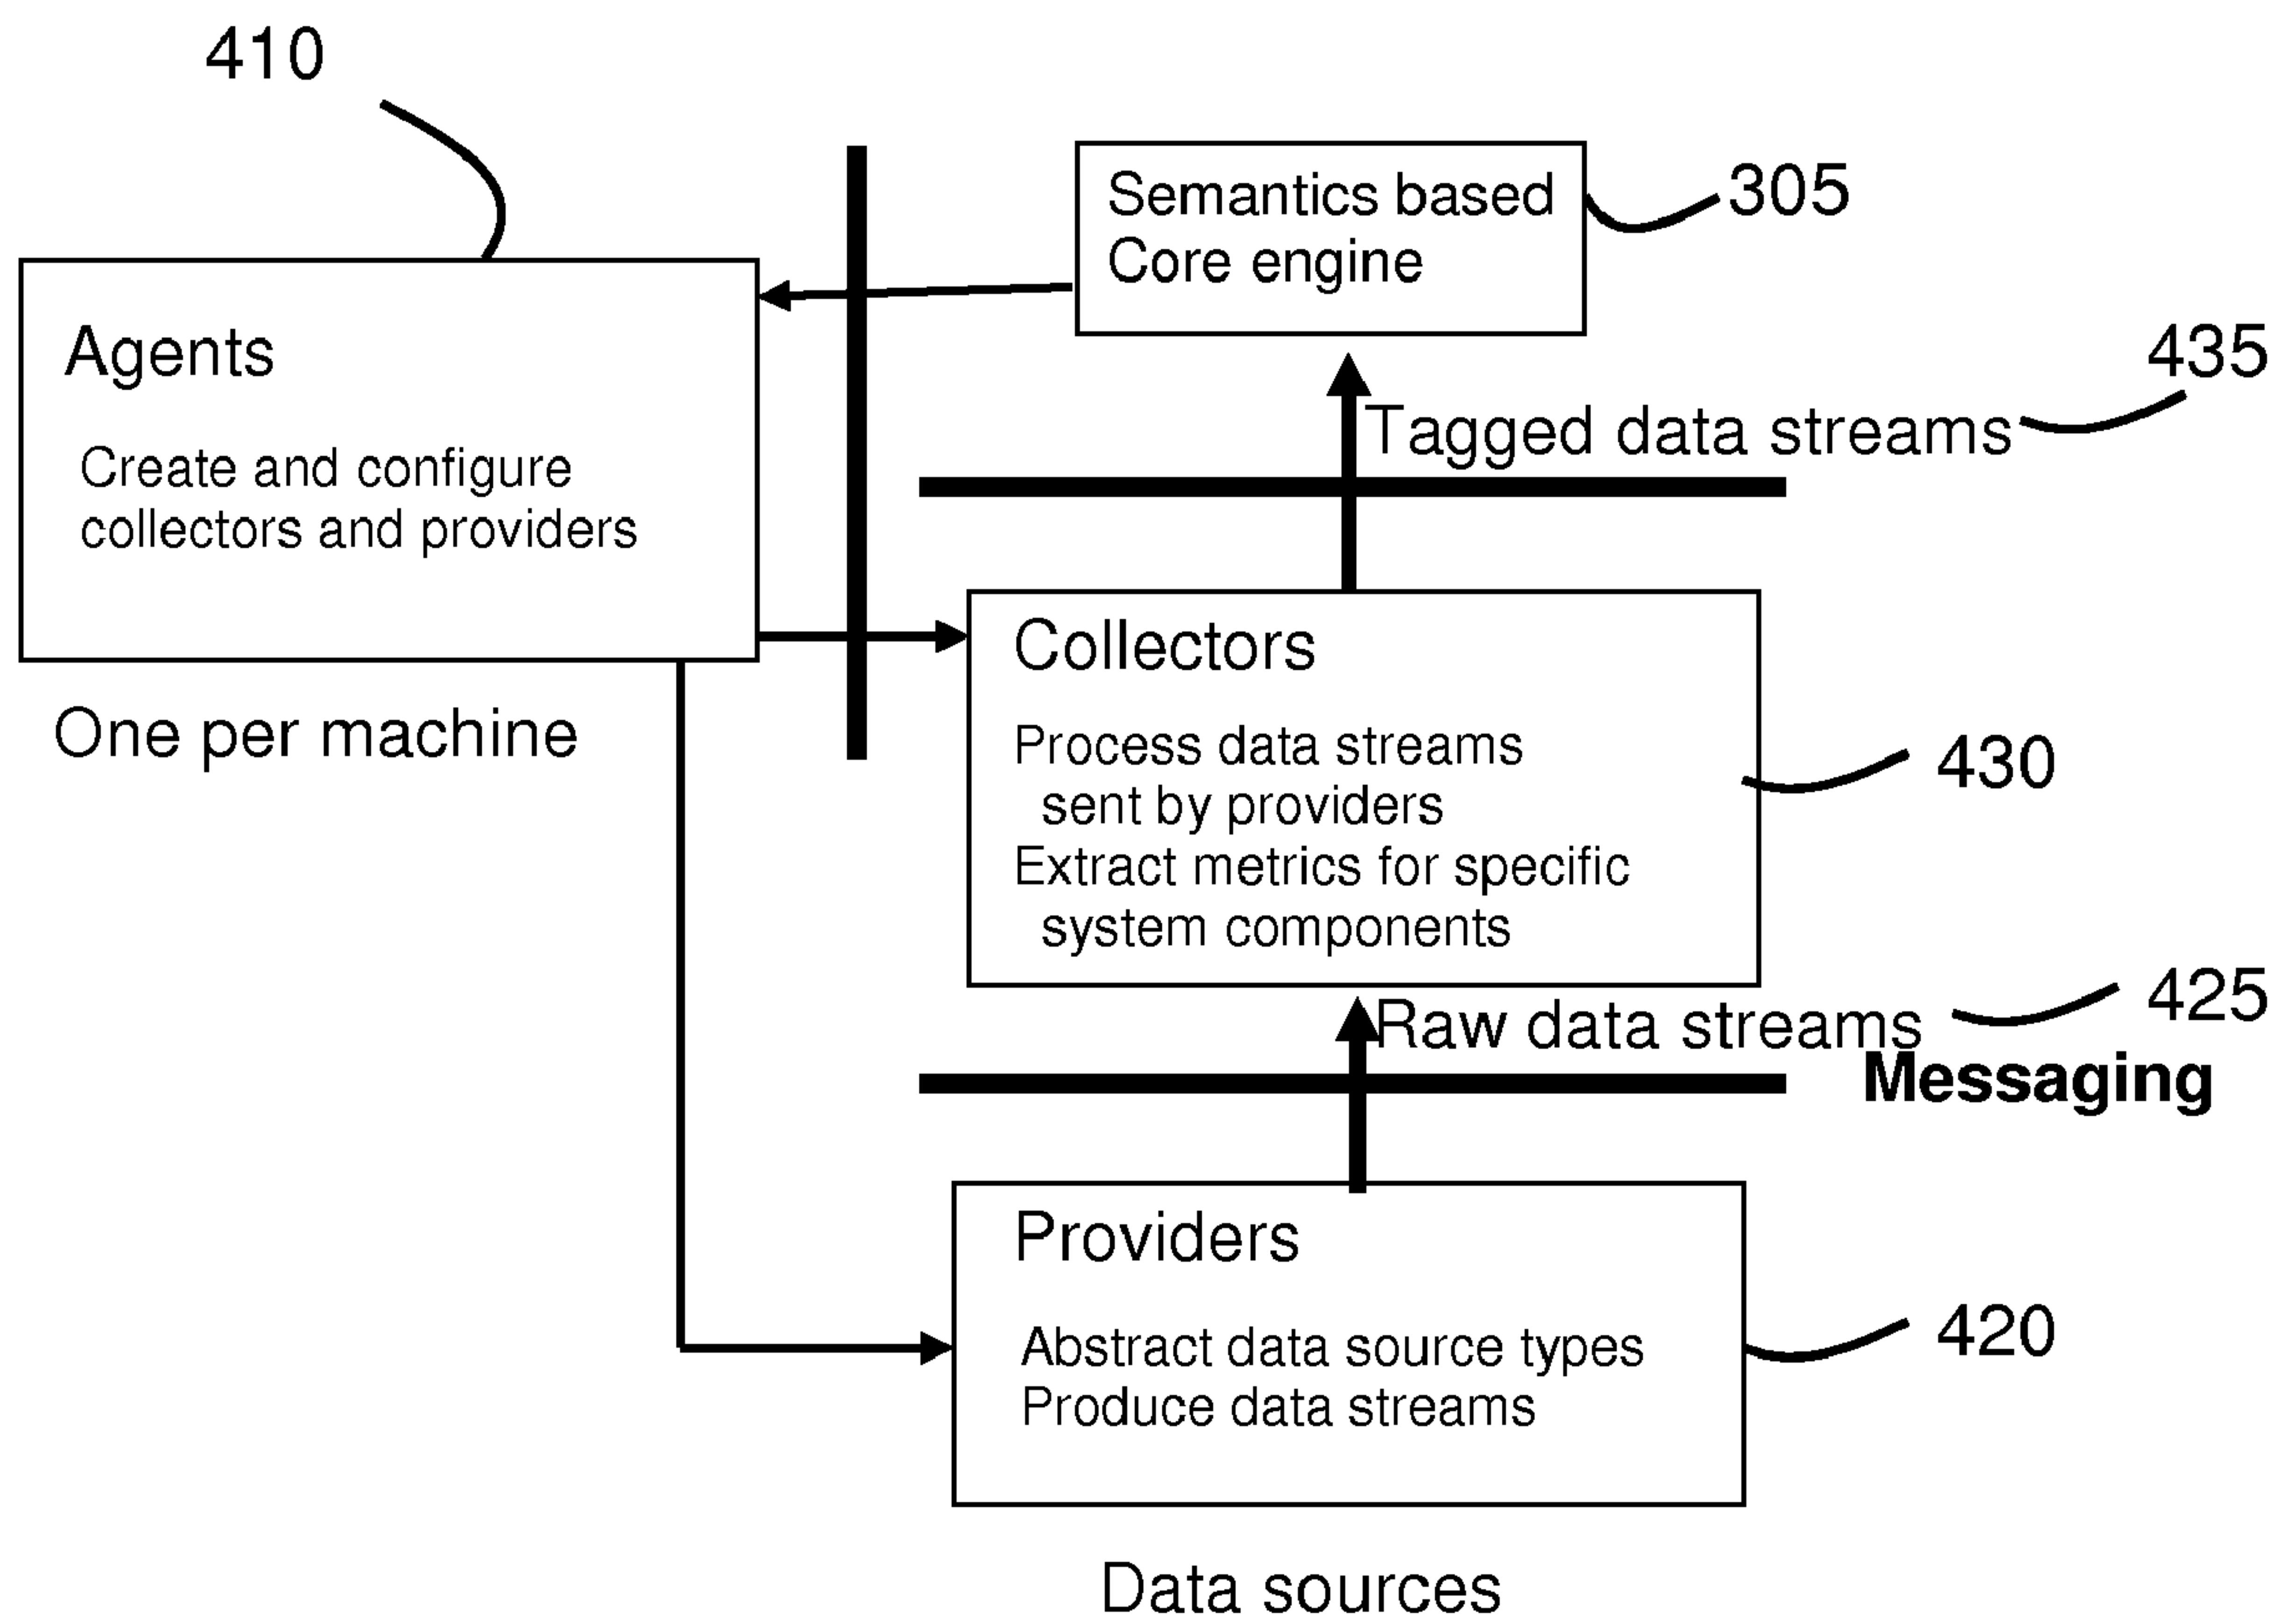 410
Semantics based
Core engine
305
Agents
Create and configure
collectors and providers
One per machine
435
Tagged data streams
Collectors
Process data streams
sent by providers
Extract metrics for specific
system components
430
425
Raw data streams
Messaging
Providers
Abstract data source types
Produce data streams
420
Data sources